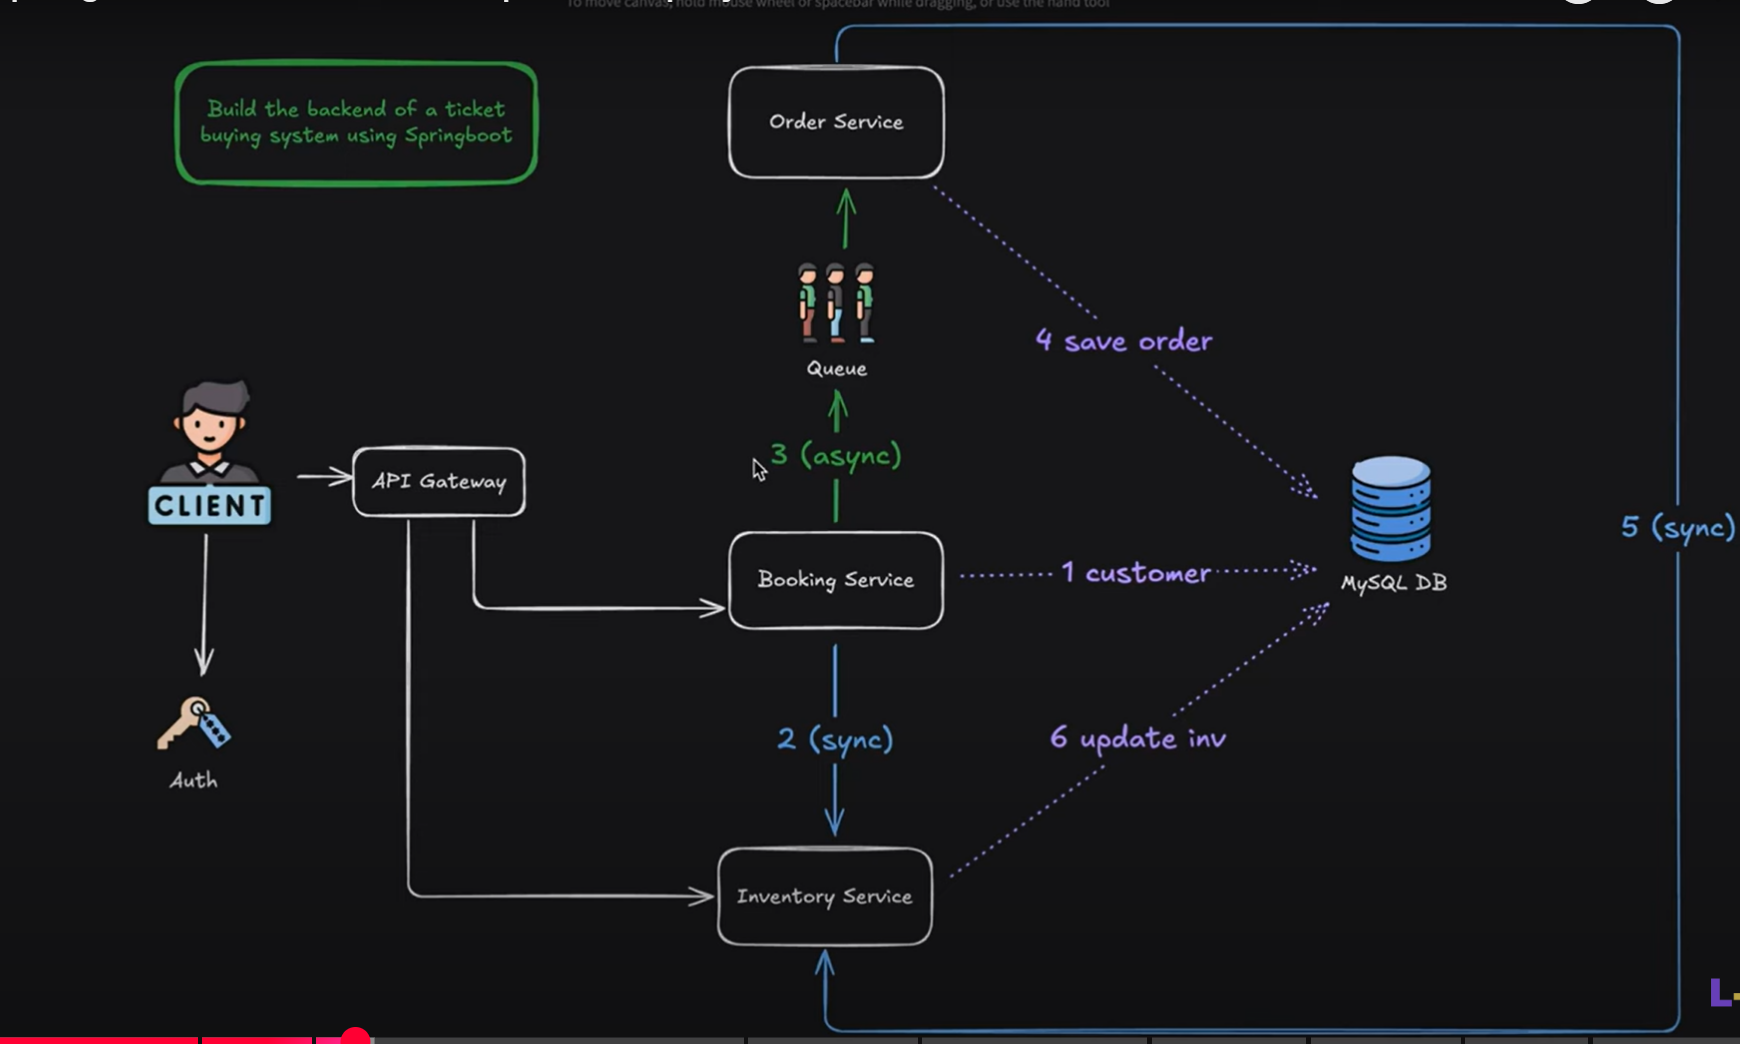 To move canvas, hold mouse wheel or spacebar while dragging, or use the hand tool
Build the backend of a ticket
buying system using Springboot
Order Service
4 save order
Queue
3 (async)
CLIENT
API Gateway
5 (sync)
Booking Service
1 customer
MySQL DB
2 (sync)
6 update inv
Auth
Inventory Service
L